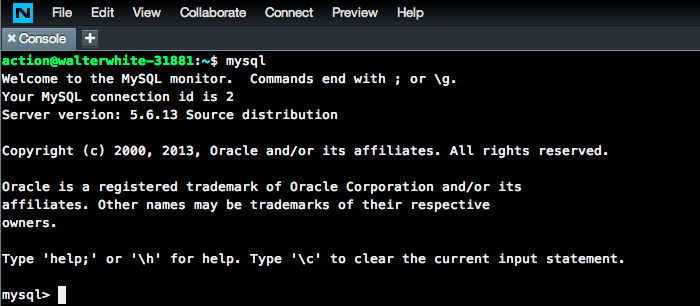 N File Edit View Collaborate Connect Preview Help
× Console +
action@walterwhite-31881:~$ mysql
Welcome to the MySQL monitor.  Commands end with ; or \g.
Your MySQL connection id is 2
Server version: 5.6.13 Source distribution
Copyright (c) 2000, 2013, Oracle and/or its affiliates. All rights reserved.
Oracle is a registered trademark of Oracle Corporation and/or its
affiliates. Other names may be trademarks of their respective
owners.
Type 'help;' or '\h' for help. Type '\c' to clear the current input statement.
mysql>